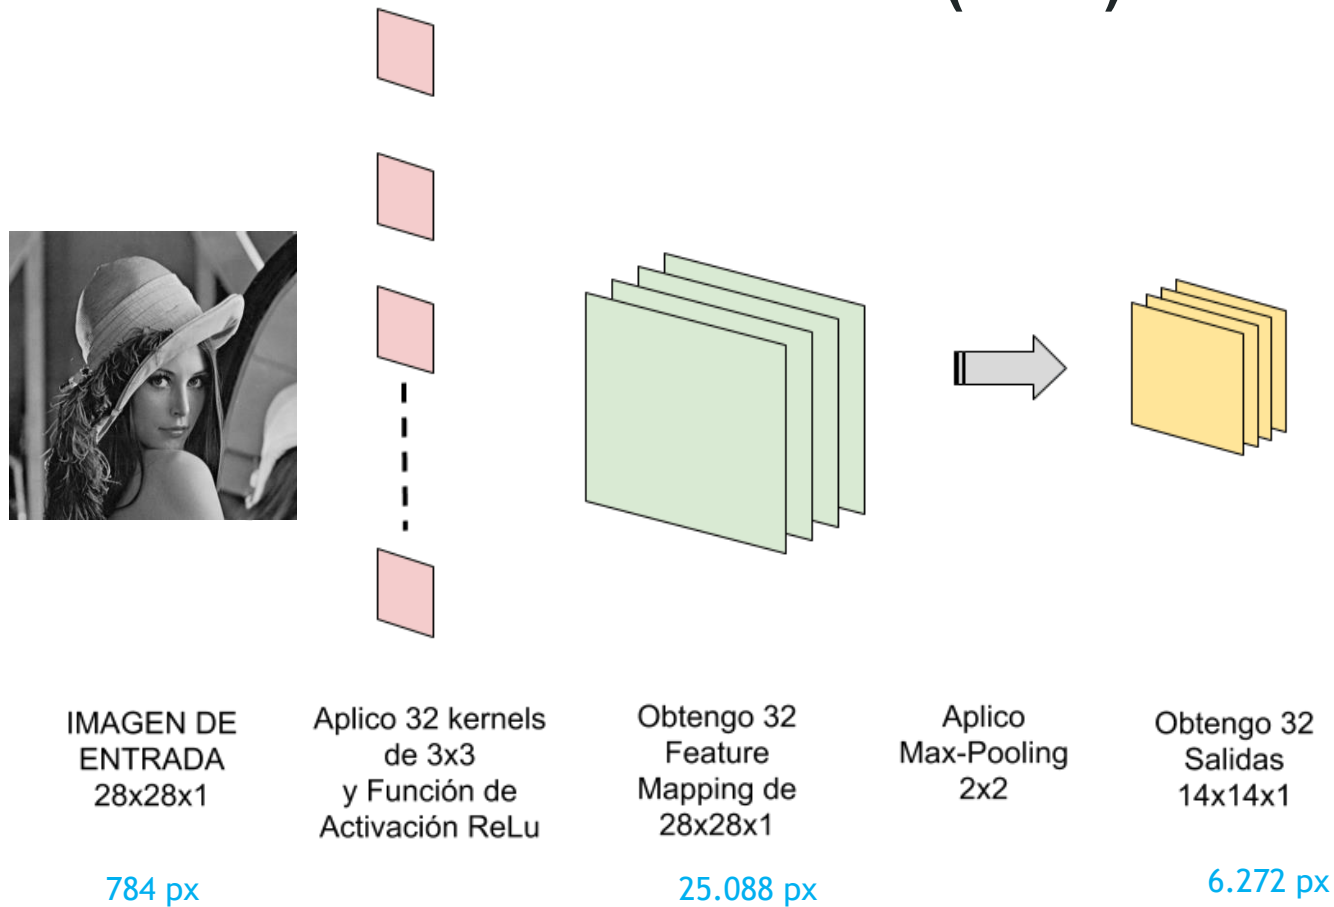 IMAGEN DE
ENTRADA
28x28x1
Aplico 32 kernels
de 3x3
y Función de
Activación ReLu
Obtengo 32
Feature
Mapping de
28x28x1
Aplico
Max-Pooling
2x2
Obtengo 32
Salidas
14x14x1
784 px
25.088 px
6.272 px